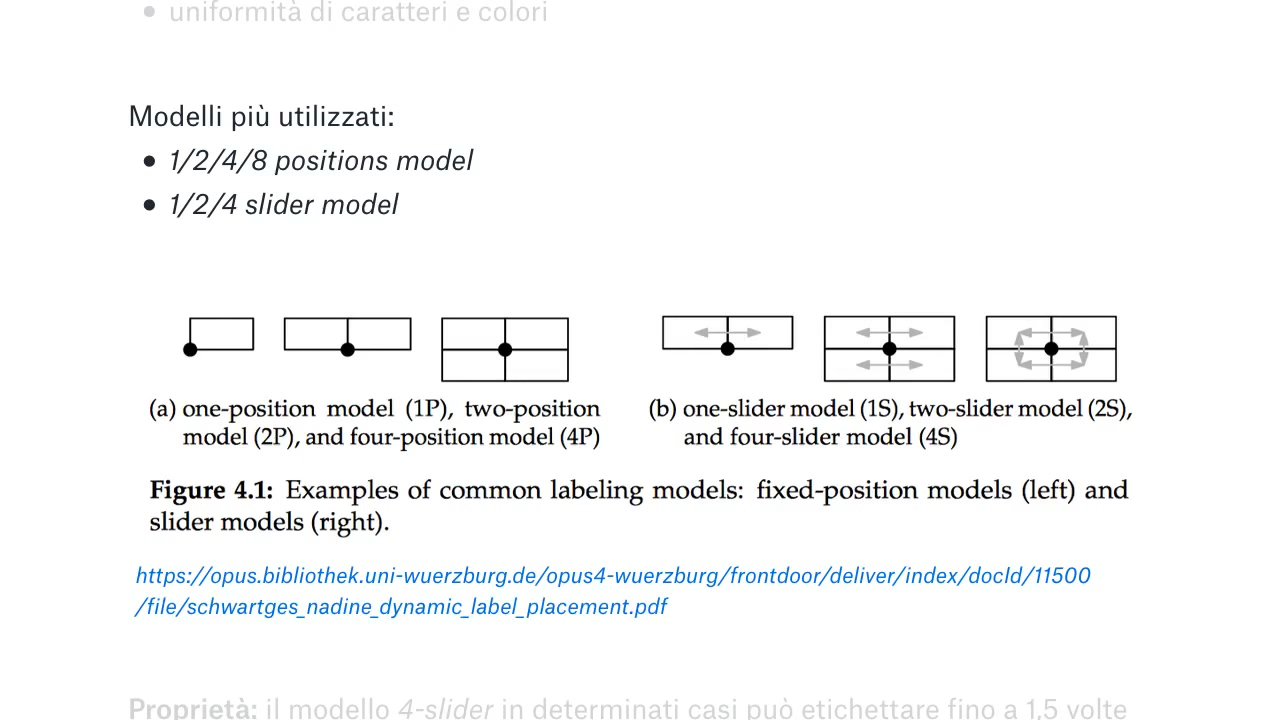 uniformità di caratteri e colori
Modelli più utilizzati:
1/2/4/8 positions model
1/2/4 slider model
(a) one-position model (1P), two-position
model (2P), and four-position model (4P)
(b) one-slider model (1S), two-slider model (2S),
and four-slider model (4S)
Figure 4.1: Examples of common labeling models: fixed-position models (left) and
slider models (right).
https://opus.bibliothek.uni-wuerzburg.de/opus4-wuerzburg/frontdoor/deliver/index/docId/11500
/file/schwartges_nadine_dynamic_label_placement.pdf
Proprietà: il modello 4-slider in determinati casi può etichettare fino a 1,5 volte